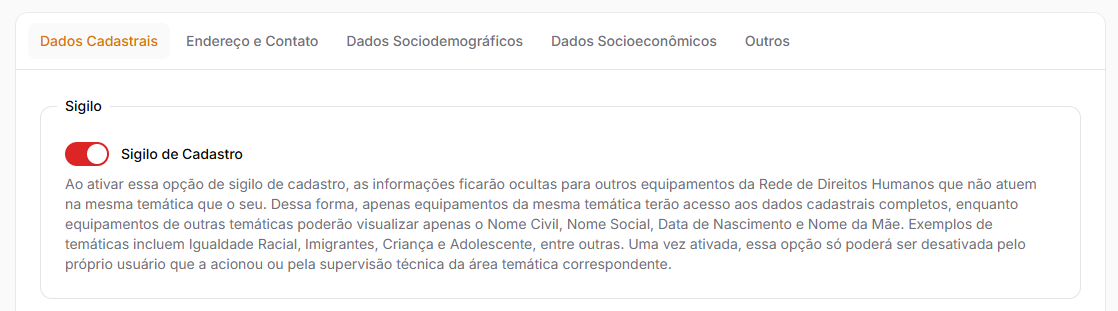 Dados Cadastrais Endereço e Contato Dados Sociodemográficos Dados Socioeconômicos Outros
Sigilo
Sigilo de Cadastro
Ao ativar essa opção de sigilo de cadastro, as informações ficarão ocultas para outros equipamentos da Rede de Direitos Humanos que não atuem
na mesma temática que o seu. Dessa forma, apenas equipamentos da mesma temática terão acesso aos dados cadastrais completos, enquanto
equipamentos de outras temáticas poderão visualizar apenas o Nome Civil, Nome Social, Data de Nascimento e Nome da Mãe. Exemplos de
temáticas incluem Igualdade Racial, Imigrantes, Criança e Adolescente, entre outras. Uma vez ativada, essa opção só poderá ser desativada pelo
próprio usuário que a acionou ou pela supervisão técnica da área temática correspondente.